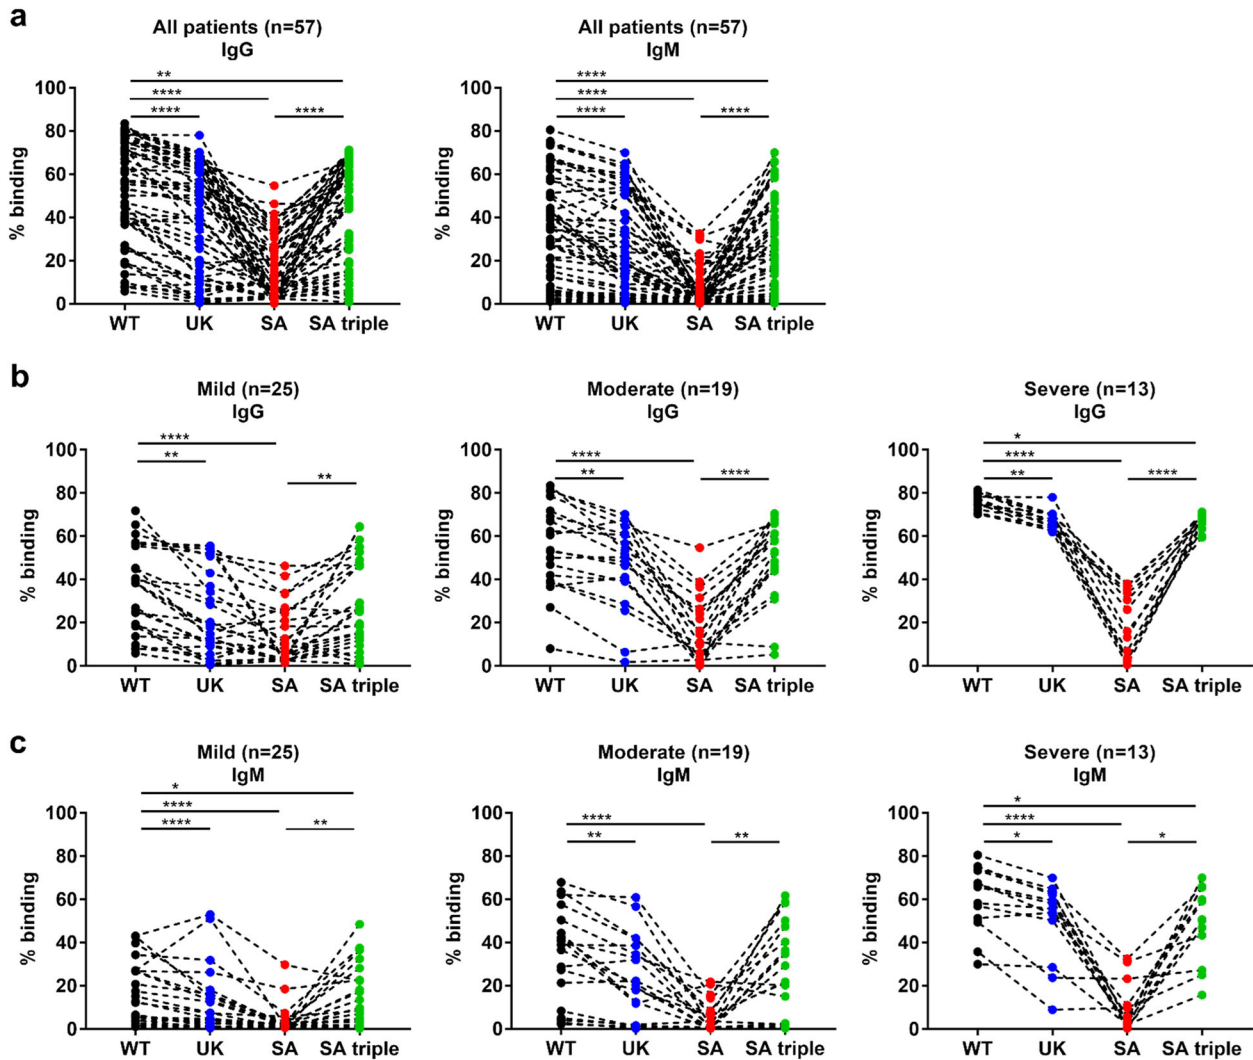 a
All patients (n=57)
IgG
**
****
****
****
100
80
60
40
20
0
% binding
WT UK SA SA triple
All patients (n=57)
IgM
****
****
****
****
100
80
60
40
20
0
% binding
WT UK SA SA triple
b
Mild (n=25)
IgG
****
**
**
100
80
60
40
20
0
% binding
WT UK SA SA triple
Moderate (n=19)
IgG
****
**
****
100
80
60
40
20
0
% binding
WT UK SA SA triple
Severe (n=13)
IgG
*
****
**
****
100
80
60
40
20
0
% binding
WT UK SA SA triple
c
Mild (n=25)
IgM
*
****
****
**
100
80
60
40
20
0
% binding
WT UK SA SA triple
Moderate (n=19)
IgM
****
**
**
100
80
60
40
20
0
% binding
WT UK SA SA triple
Severe (n=13)
IgM
*
****
*
*
100
80
60
40
20
0
% binding
WT UK SA SA triple